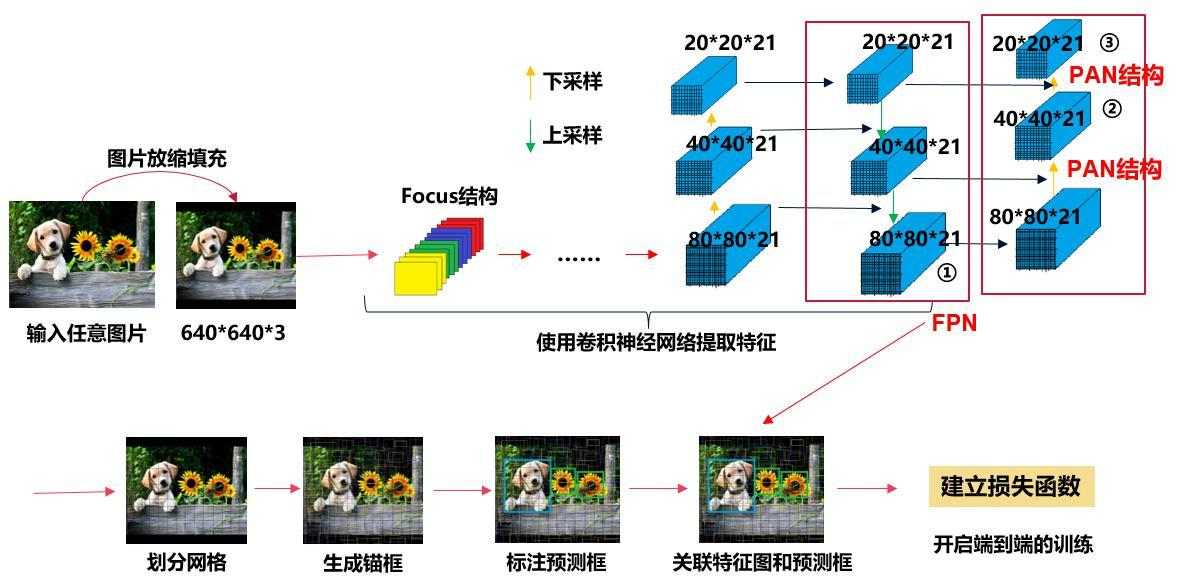 20*20*21
20*20*21
20*20*21 ③
下采样
PAN结构
40*40*21 ②
上采样
40*40*21
40*40*21
图片放缩填充
PAN结构
Focus结构
80*80*21
80*80*21
80*80*21
……
①
输入任意图片
640*640*3
使用卷积神经网络提取特征
FPN
建立损失函数
开启端到端的训练
划分网格
生成锚框
标注预测框
关联特征图和预测框